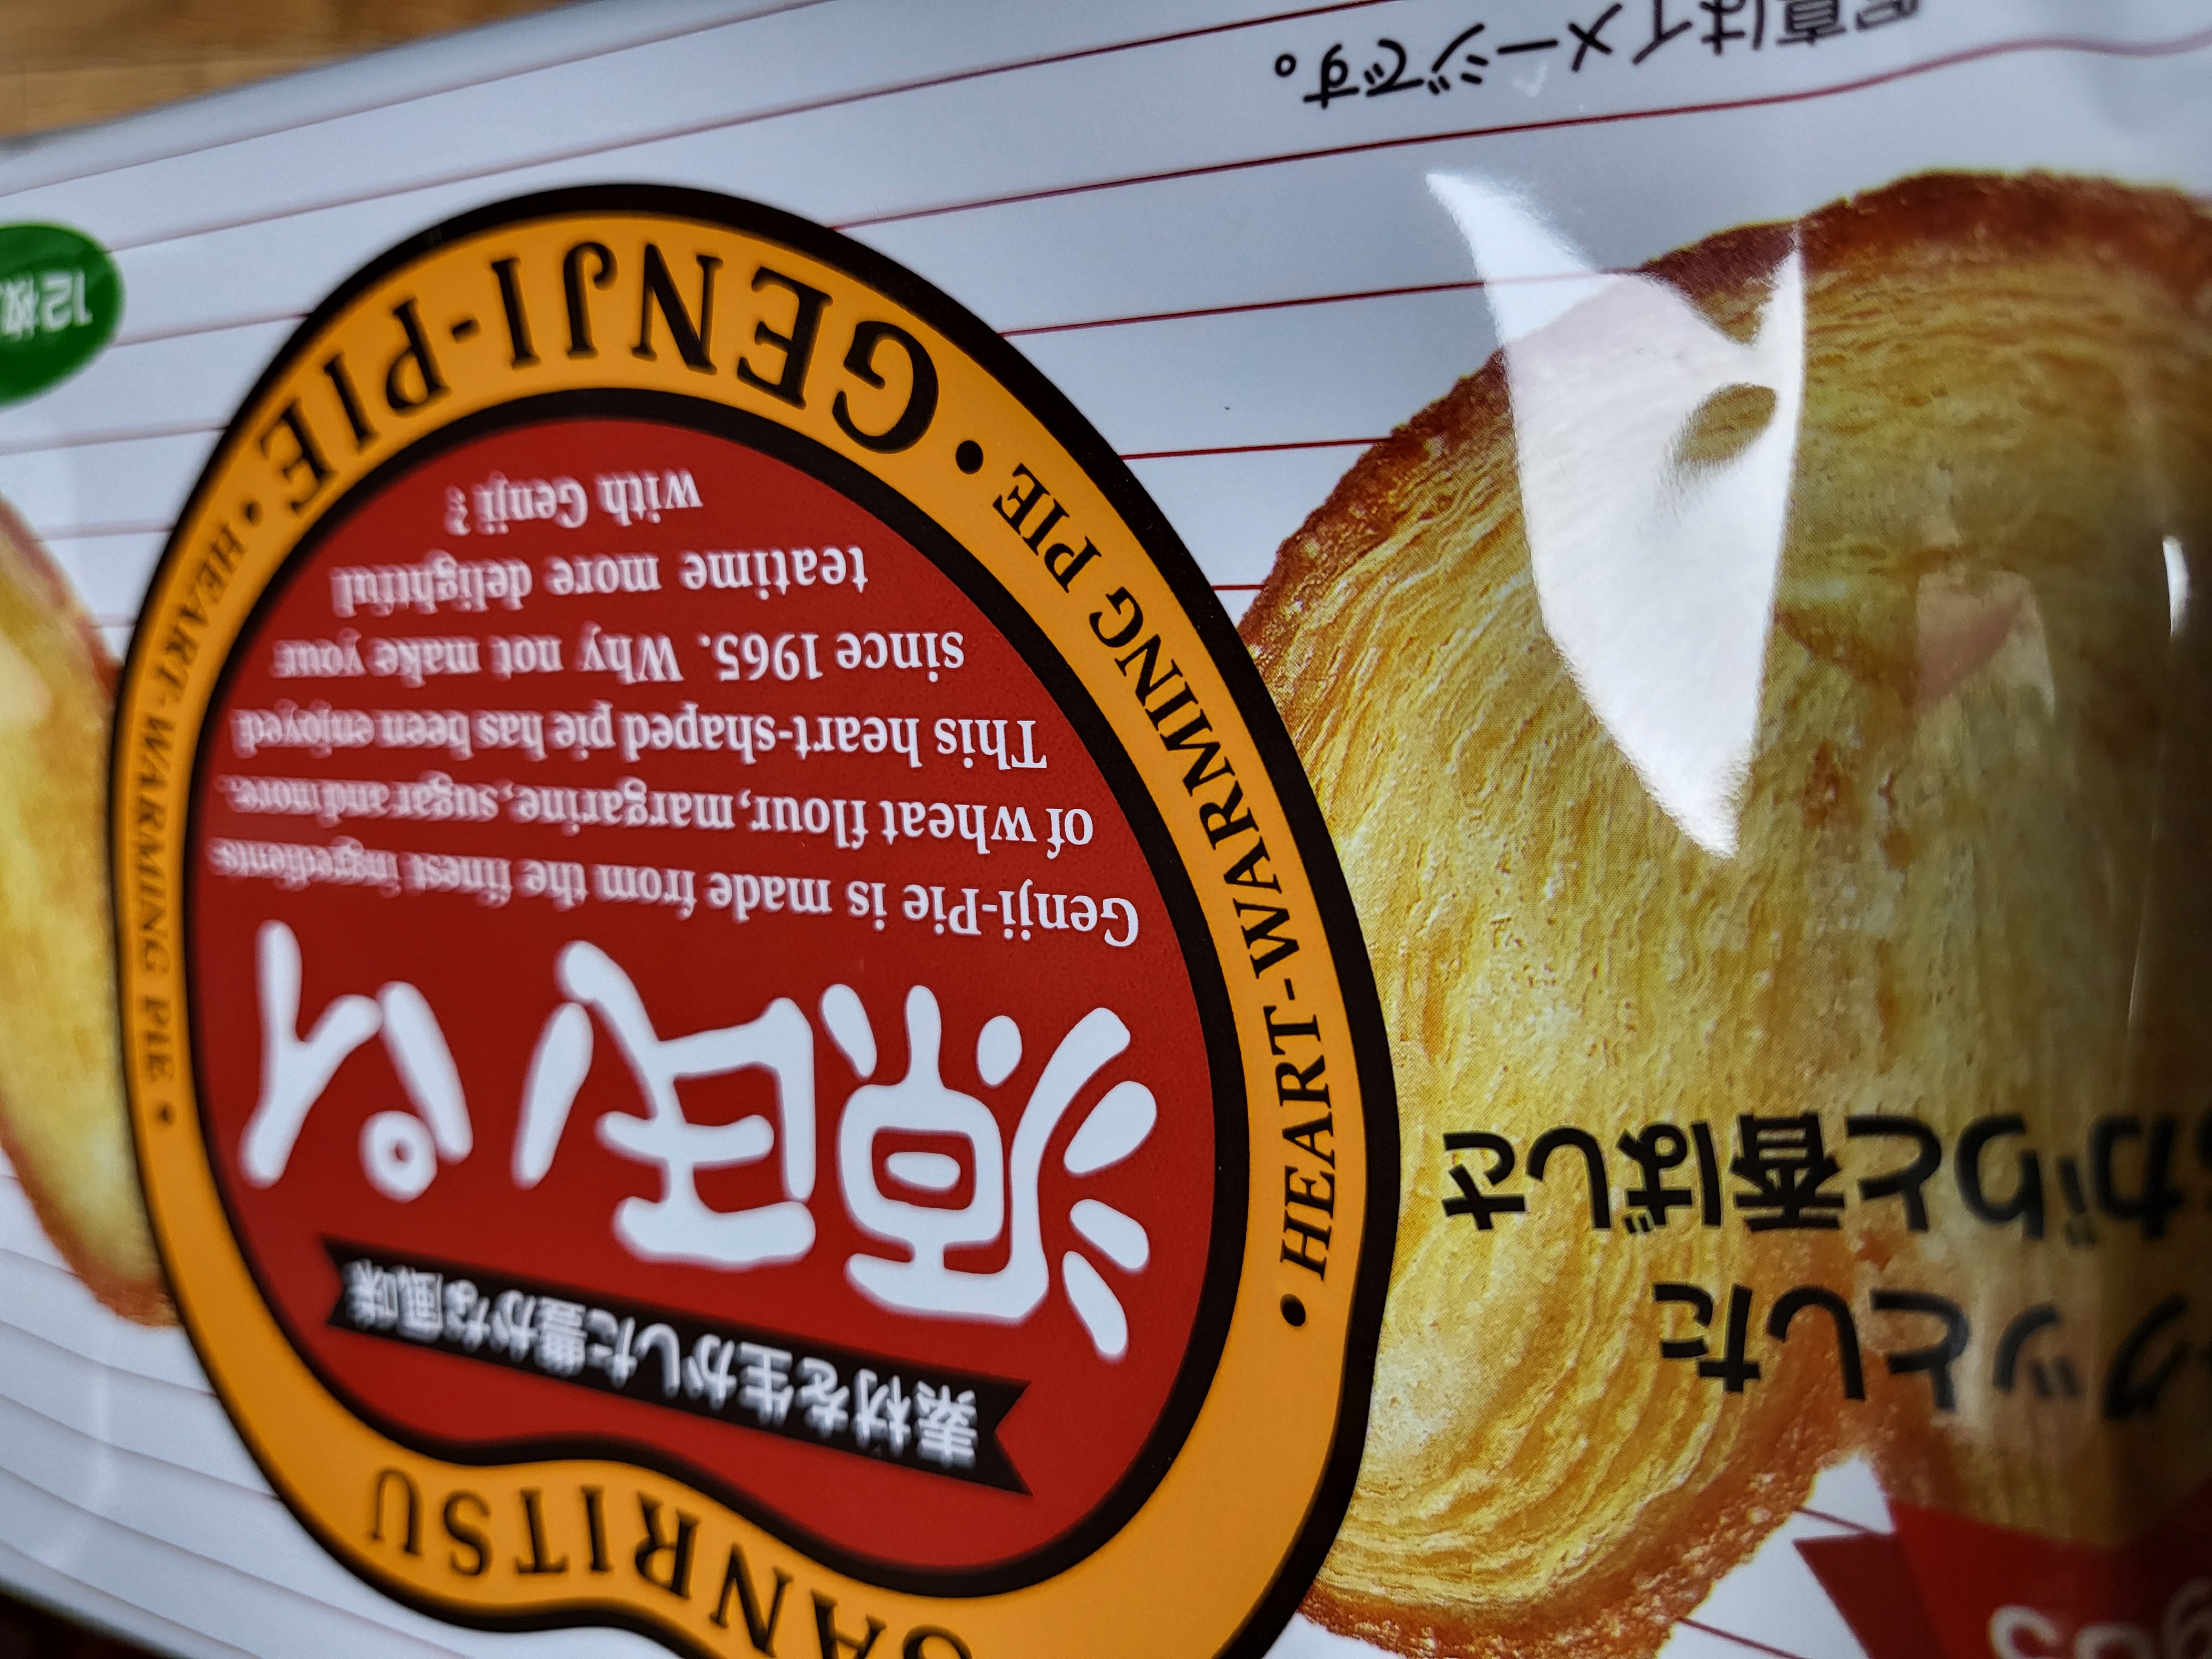 SANRITSU
素材を生かした豊かな風味
源氏パイ
Genji-Pie is made from the finest ingredients
of wheat flour, margarine, sugar and more.
This heart-shaped pie has been enjoyed
since 1965. Why not make your
teatime more delightful
with Genji?
• HEART-WARMING PIE • GENJI-PIE • HEART-WARMING PIE •
クッとした
がりと香ばしさ
写真はイメージです。
12枚